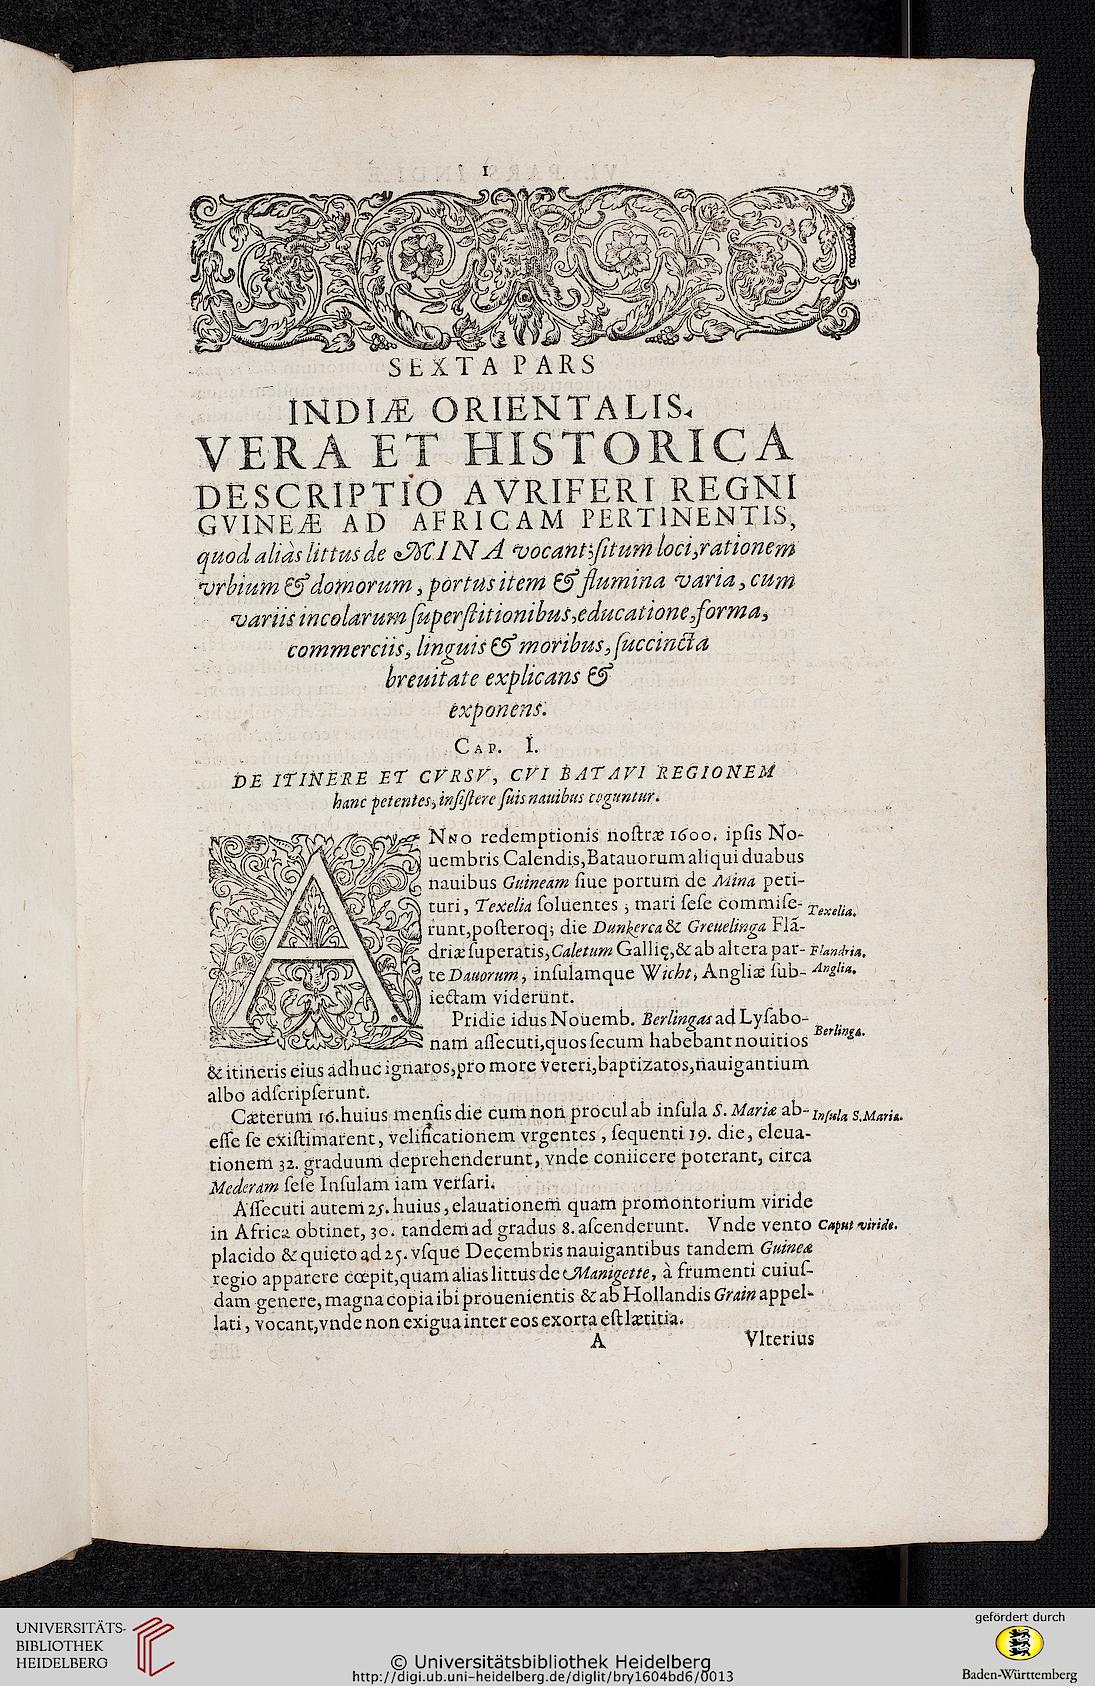 1
SEXTA PARS
INDIÆ ORIENTALIS.
VERA ET HISTORICA
DESCRIPTIO AVRIFERI REGNI
GVINEÆ AD AFRICAM PERTINENTIS,
quod aliàs littus de MINA vocant; ſitum loci, rationem
vrbium & domorum, portus item & flumina varia, cum
variis incolarum ſuperſtitionibus, educatione, forma,
commerciis, linguis & moribus, ſuccincta
breuitate explicans &
exponens.
CAP. I.
DE ITINERE ET CVRSV, CVI BATAVI REGIONEM
hanc petentes, inſiſtere ſuis nauibus coguntur.
ANNO redemptionis noſtræ 1600. ipſis No-
uembris Calendis, Batauorum aliqui duabus
nauibus Guineam ſiue portum de Mina peti-
turi, Texelia ſoluentes, mari ſeſe commiſe-
Texelia.
runt, poſteroq; die Dunkerca & Greuelinga Flã-
driæ ſuperatis, Caletum Gallię, & ab altera par-
Flandria.
te Dauorum, inſulamque Wicht, Angliæ ſub-
Anglia.
iectam viderunt.
Pridie idus Nouemb. Berlingas ad Lyſabo-
Berlinga.
nam aſſecuti, quos ſecum habebant nouitios
& itineris eius adhuc ignaros, pro more veteri, baptizatos, nauigantium
albo adſcripſerunt.
Cæterum 16. huius menſis die cum non procul ab inſula S. Mariæ ab-
Inſula S. Maria.
eſſe ſe exiſtimarent, velificationem vrgentes, ſequenti 19. die, eleua-
tionem 32. graduum deprehenderunt, vnde coniicere poterant, circa
Mederam ſeſe Inſulam iam verſari.
Aſſecuti autem 25. huius, elauationem quam promontorium viride
in Africa obtinet, 30. tandem ad gradus 8. aſcenderunt. Vnde vento
Caput viride.
placido & quieto ad 25. vſque Decembris nauigantibus tandem Guineæ
regio apparere cœpit, quam alias littus de Manigette, à frumenti cuiuſ-
dam genere, magna copia ibi prouenientis & ab Hollandis Grain appel-
lati, vocant, vnde non exigua inter eos exorta eſt lætitia.
A
Vlterius
UNIVERSITÄTS-
BIBLIOTHEK
HEIDELBERG
© Universitätsbibliothek Heidelberg
http://digi.ub.uni-heidelberg.de/diglit/bry1604bd6/0013
gefördert durch
Baden-Württemberg